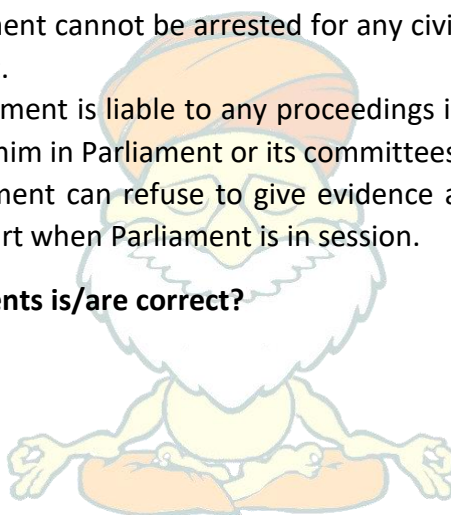 ment cannot be arrested for any civi
.
ment is liable to any proceedings i
him in Parliament or its committees
ment can refuse to give evidence a
rt when Parliament is in session.
ents is/are correct?